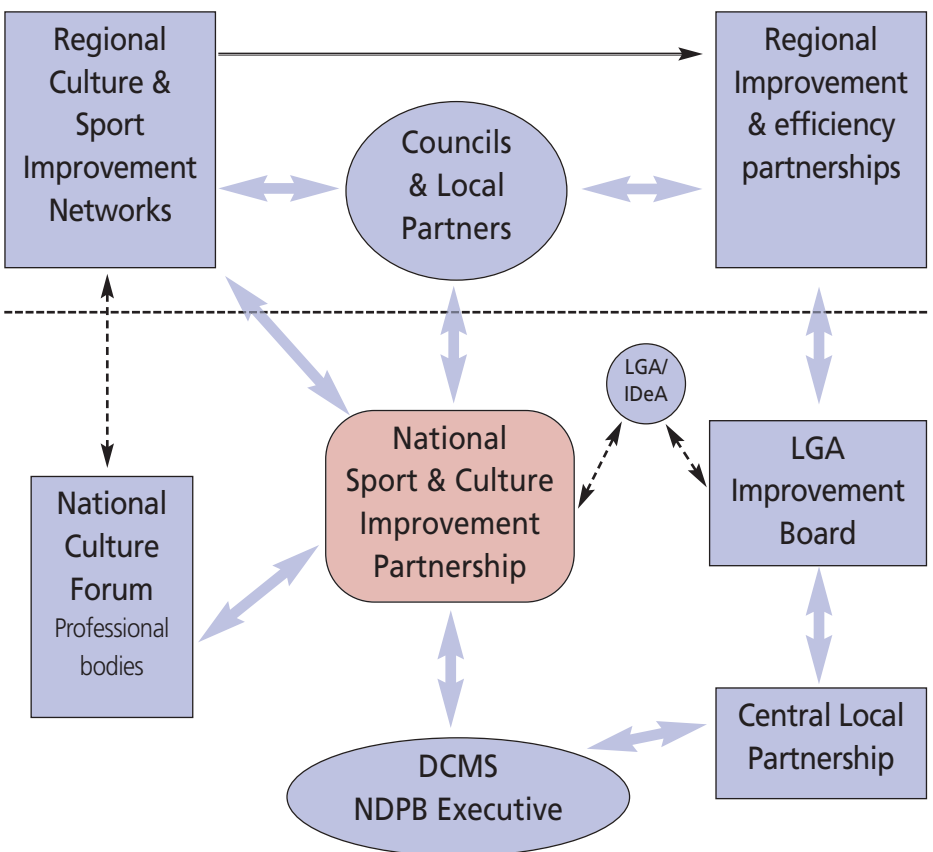 Regional
Culture &
Sport
Improvement
Networks
Councils
& Local
Partners
Regional
Improvement
& efficiency
partnerships
LGA/
IDeA
National
Sport & Culture
Improvement
Partnership
LGA
Improvement
Board
National
Culture
Forum
Professional
bodies
DCMS
NDPB Executive
Central Local
Partnership